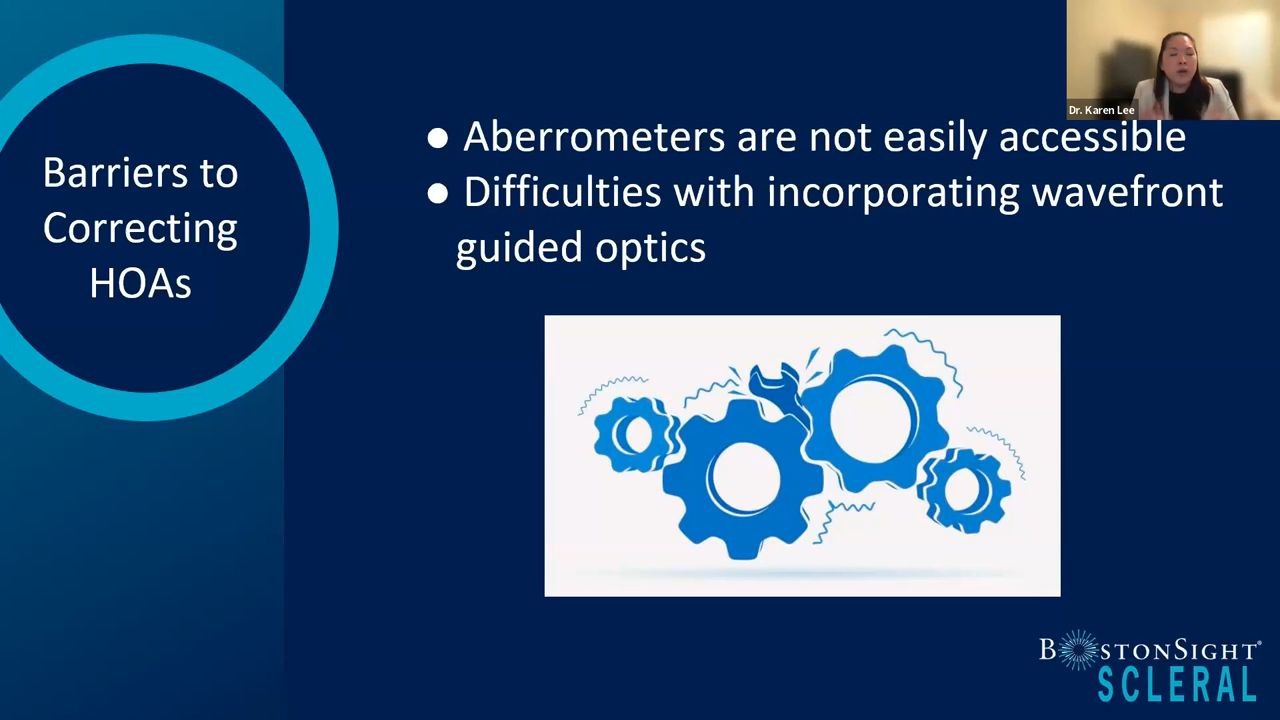 Barriers to
Correcting
HOAs
Dr. Karen Lee
● Aberrometers are not easily accessible
● Difficulties with incorporating wavefront
guided optics
BOSTONSIGHT®
SCLERAL